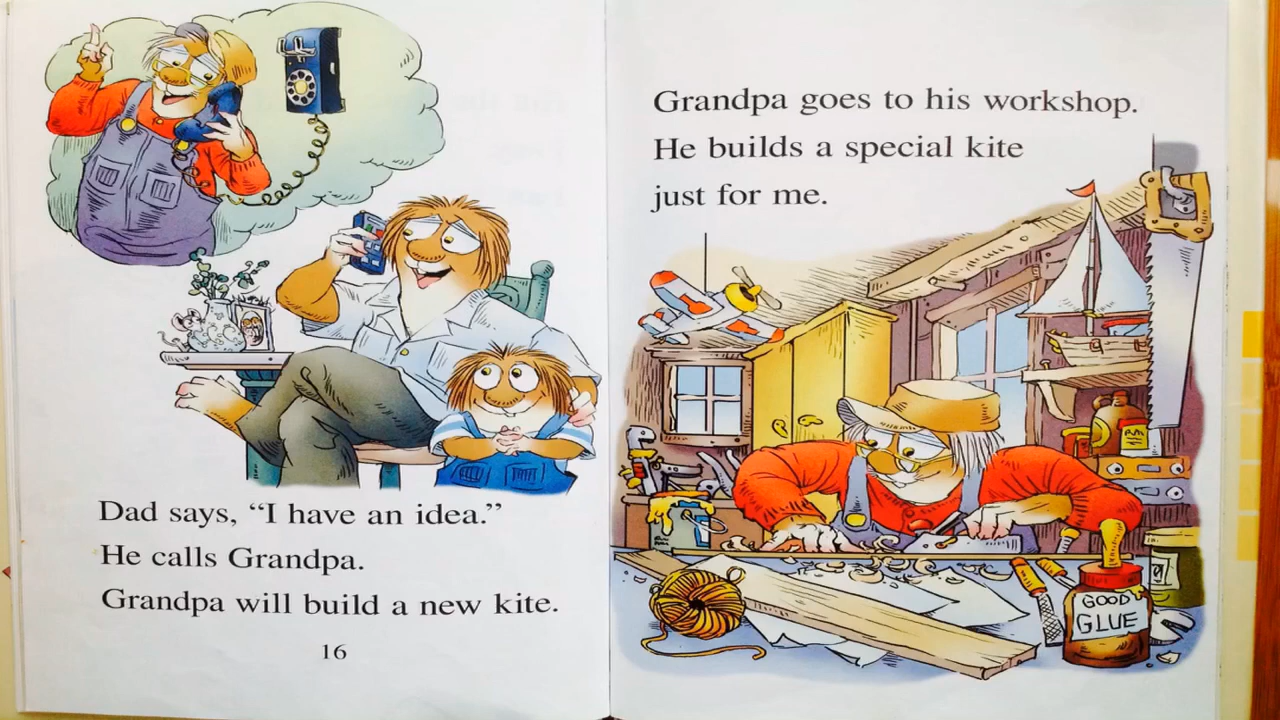 Dad says, “I have an idea.”
He calls Grandpa.
Grandpa will build a new kite.
16
Grandpa goes to his workshop.
He builds a special kite
just for me.
GOOD
GLUE